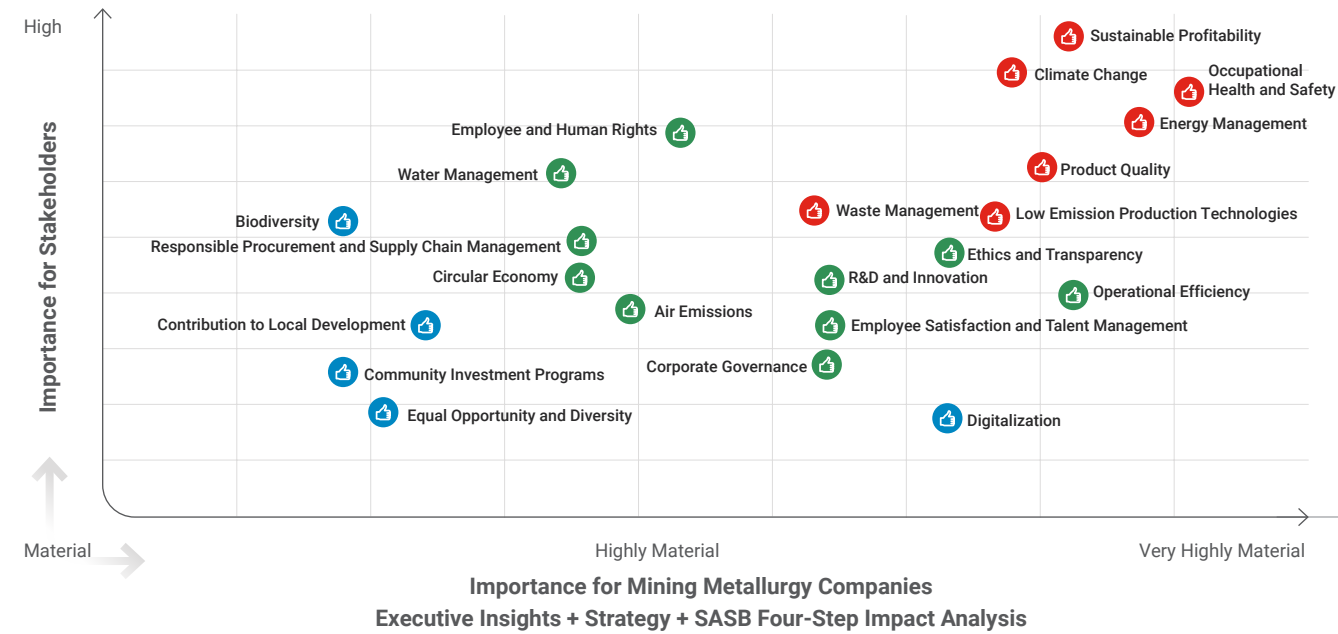 High
Sustainable Profitability
Climate Change
Occupational
Health and Safety
Energy Management
Employee and Human Rights
Product Quality
Water Management
Waste Management
Low Emission Production Technologies
Biodiversity
Responsible Procurement and Supply Chain Management
Ethics and Transparency
Circular Economy
R&D and Innovation
Operational Efficiency
Air Emissions
Contribution to Local Development
Employee Satisfaction and Talent Management
Corporate Governance
Community Investment Programs
Equal Opportunity and Diversity
Digitalization
Importance for Stakeholders
Material
Highly Material
Very Highly Material
Importance for Mining Metallurgy Companies
Executive Insights + Strategy + SASB Four-Step Impact Analysis